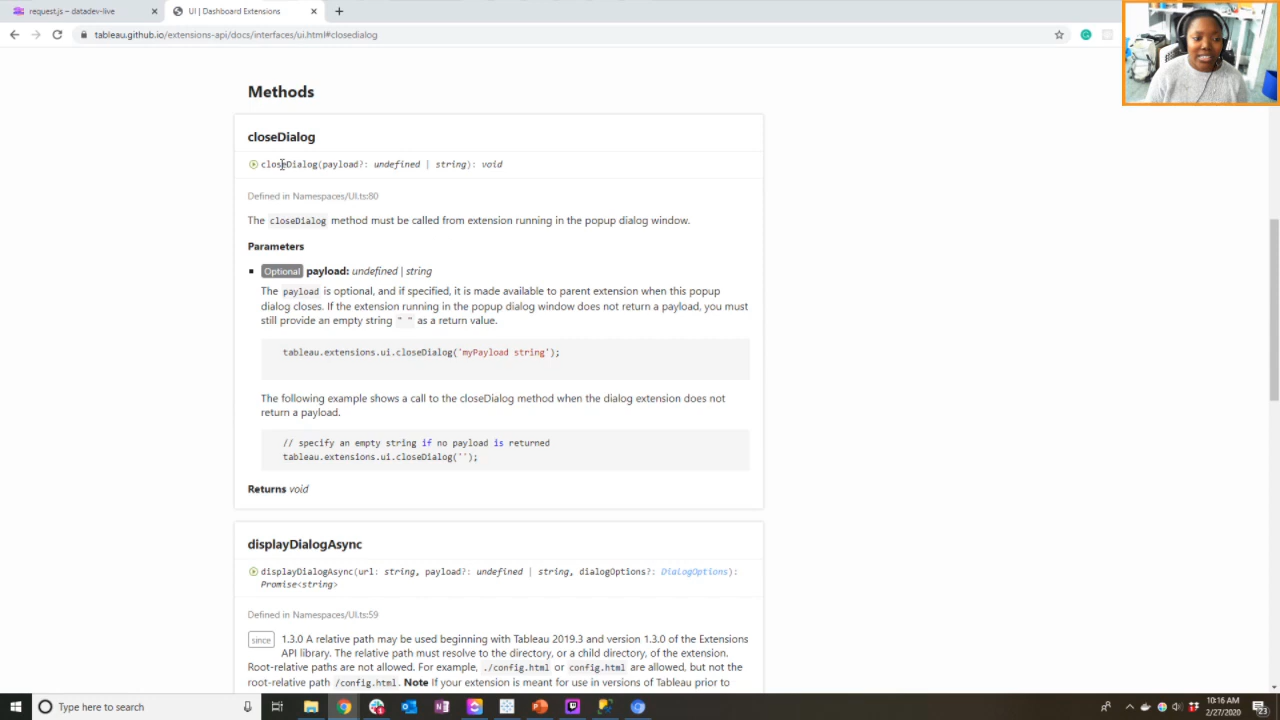 request.js – datadev-live
UI | Dashboard Extensions
tableau.github.io/extensions-api/docs/interfaces/ui.html#closedialog
Methods
closeDialog
closeDialog(payload?: undefined | string): void
Defined in Namespaces/UI.ts:80
The closeDialog method must be called from extension running in the popup dialog window.
Parameters
Optional payload: undefined | string
The payload is optional, and if specified, it is made available to parent extension when this popup
dialog closes. If the extension running in the popup dialog window does not return a payload, you must
still provide an empty string " " as a return value.
tableau.extensions.ui.closeDialog('myPayload string');
The following example shows a call to the closeDialog method when the dialog extension does not
return a payload.
// specify an empty string if no payload is returned
tableau.extensions.ui.closeDialog('');
Returns void
displayDialogAsync
displayDialogAsync(url: string, payload?: undefined | string, dialogOptions?: DialogOptions):
Promise<string>
Defined in Namespaces/UI.ts:59
since 1.3.0 A relative path may be used beginning with Tableau 2019.3 and version 1.3.0 of the Extensions
API library. The relative path must resolve to the directory, or a child directory, of the extension.
Root-relative paths are not allowed. For example, ./config.html or config.html are allowed, but not the
root-relative path /config.html. Note If your extension is meant for use in versions of Tableau prior to
Type here to search
10:16 AM
2/27/2020
23